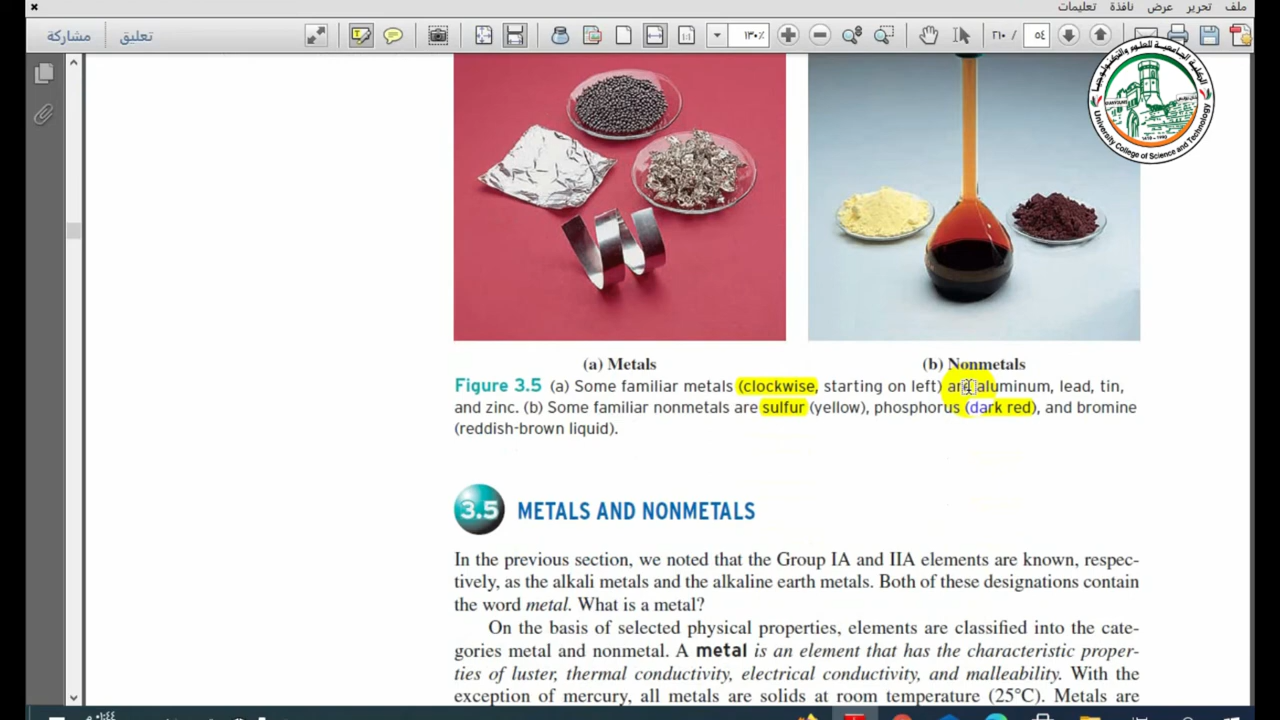 ملف تحرير عرض نافذة تعليمات
مشاركة تعليق ١٣٠٪ ٢١٠ / ٥٤
University College of Science and Technology
(a) Metals
(b) Nonmetals
Figure 3.5 (a) Some familiar metals (clockwise, starting on left) are aluminum, lead, tin,
and zinc. (b) Some familiar nonmetals are sulfur (yellow), phosphorus (dark red), and bromine
(reddish-brown liquid).
3.5 METALS AND NONMETALS
In the previous section, we noted that the Group IA and IIA elements are known, respec-
tively, as the alkali metals and the alkaline earth metals. Both of these designations contain
the word metal. What is a metal?
On the basis of selected physical properties, elements are classified into the cate-
gories metal and nonmetal. A metal is an element that has the characteristic proper-
ties of luster, thermal conductivity, electrical conductivity, and malleability. With the
exception of mercury, all metals are solids at room temperature (25°C). Metals are